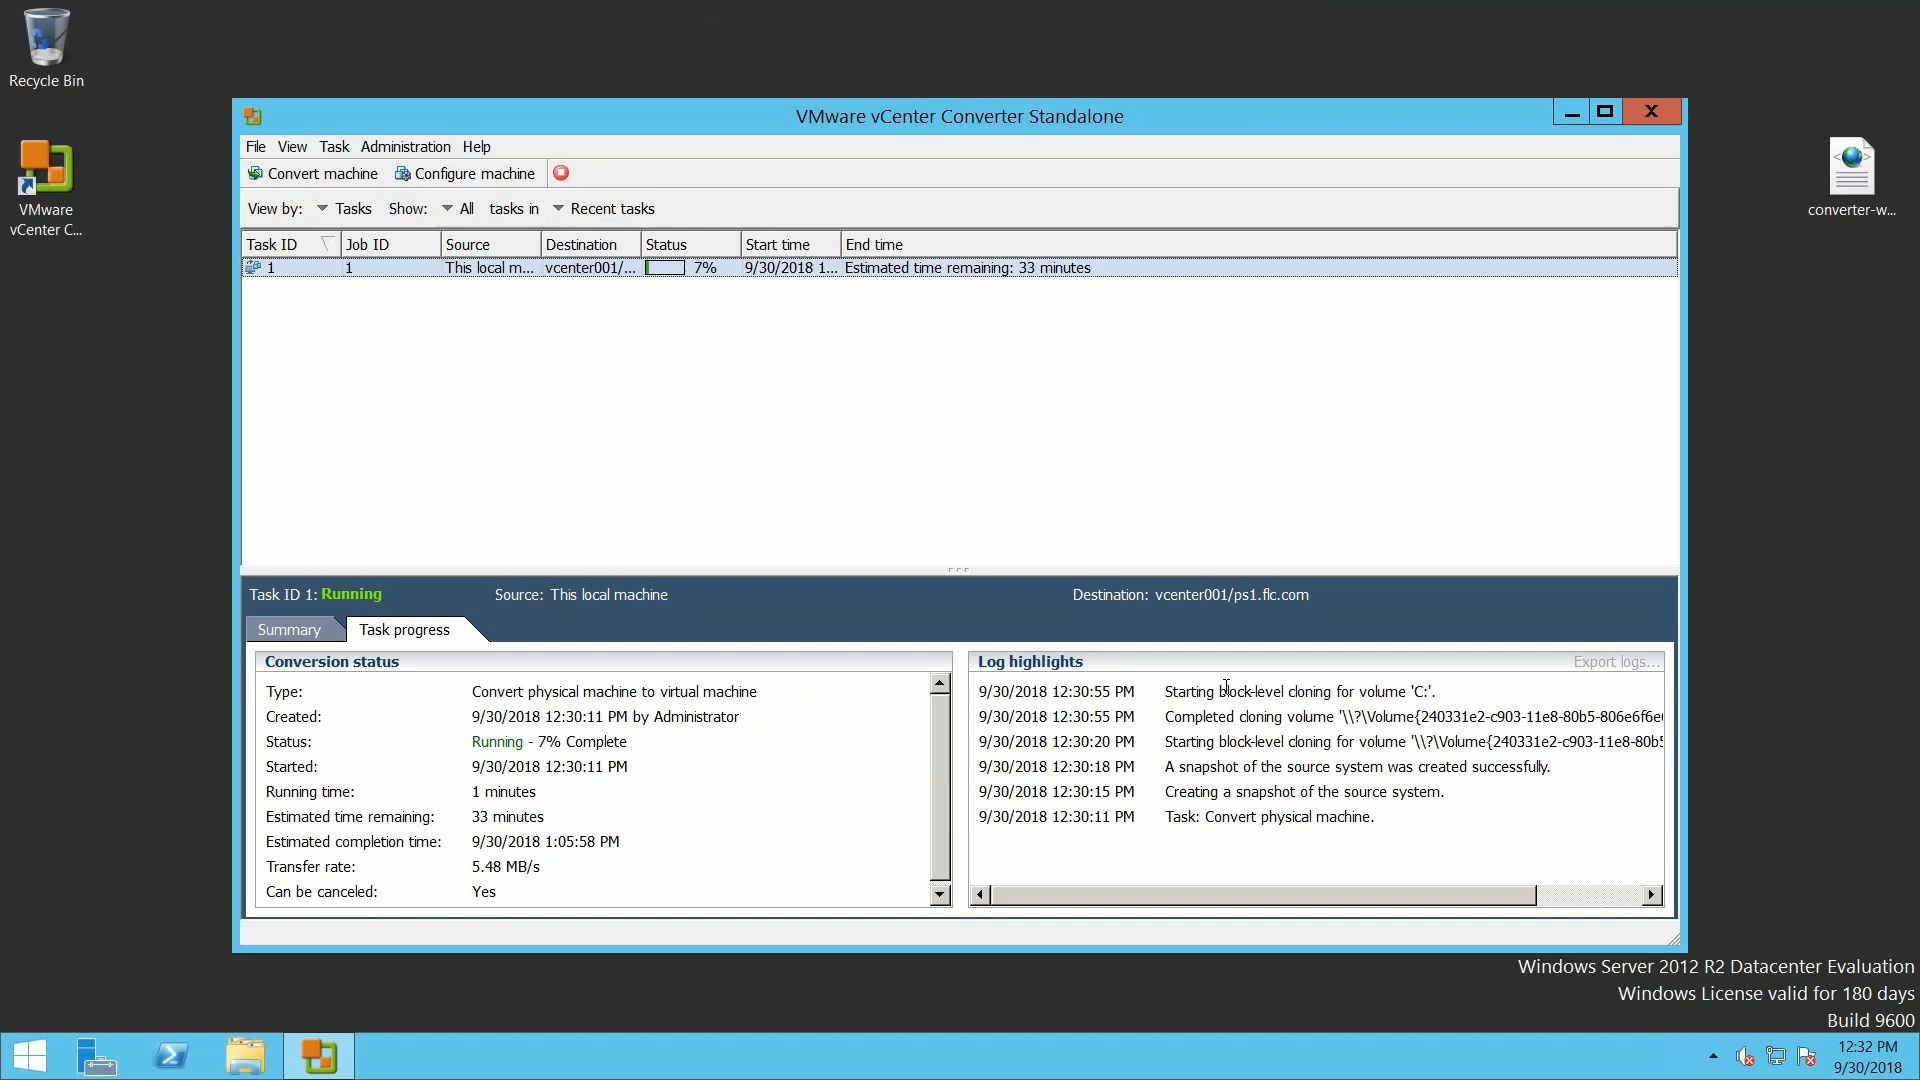 Recycle Bin
VMware
vCenter C...
converter-w...
VMware vCenter Converter Standalone
X
File View Task Administration Help
Convert machine Configure machine
View by: Tasks Show: All tasks in Recent tasks
Task ID Job ID Source Destination Status Start time End time
1 1 This local m... vcenter001/... 7% 9/30/2018 1... Estimated time remaining: 33 minutes
Task ID 1: Running Source: This local machine Destination: vcenter001/ps1.flc.com
Summary Task progress
Conversion status
Type: Convert physical machine to virtual machine
Created: 9/30/2018 12:30:11 PM by Administrator
Status: Running - 7% Complete
Started: 9/30/2018 12:30:11 PM
Running time: 1 minutes
Estimated time remaining: 33 minutes
Estimated completion time: 9/30/2018 1:05:58 PM
Transfer rate: 5.48 MB/s
Can be canceled: Yes
Log highlights Export logs...
9/30/2018 12:30:55 PM Starting block-level cloning for volume 'C:'.
9/30/2018 12:30:55 PM Completed cloning volume '\\?\Volume{240331e2-c903-11e8-80b5-806e6f6e
9/30/2018 12:30:20 PM Starting block-level cloning for volume '\\?\Volume{240331e2-c903-11e8-80b5
9/30/2018 12:30:18 PM A snapshot of the source system was created successfully.
9/30/2018 12:30:15 PM Creating a snapshot of the source system.
9/30/2018 12:30:11 PM Task: Convert physical machine.
Windows Server 2012 R2 Datacenter Evaluation
Windows License valid for 180 days
Build 9600
12:32 PM
9/30/2018